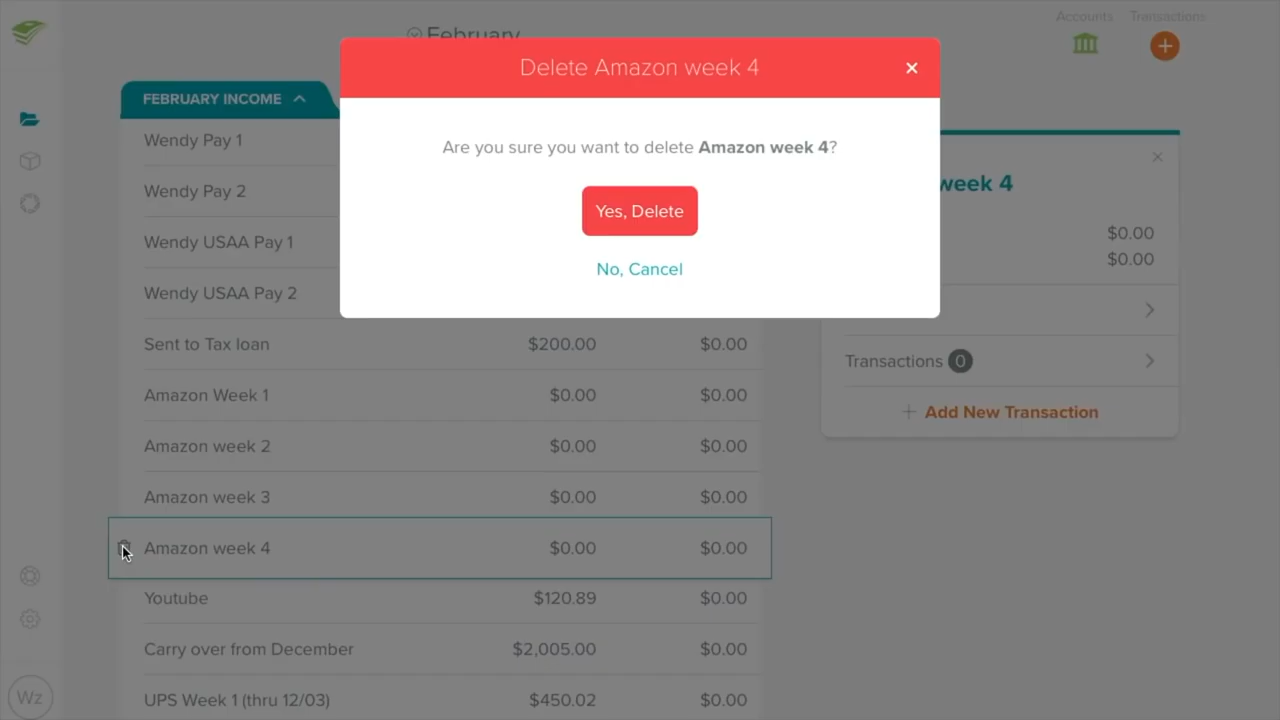 Accounts Transactions
February
Delete Amazon week 4
FEBRUARY INCOME
Wendy Pay 1
Are you sure you want to delete Amazon week 4?
week 4
Wendy Pay 2
Yes, Delete
$0.00
Wendy USAA Pay 1
$0.00
No, Cancel
Wendy USAA Pay 2
Sent to Tax loan $200.00 $0.00
Transactions 0
Amazon Week 1 $0.00 $0.00
+ Add New Transaction
Amazon week 2 $0.00 $0.00
Amazon week 3 $0.00 $0.00
Amazon week 4 $0.00 $0.00
Youtube $120.89 $0.00
Carry over from December $2,005.00 $0.00
UPS Week 1 (thru 12/03) $450.02 $0.00
Wz